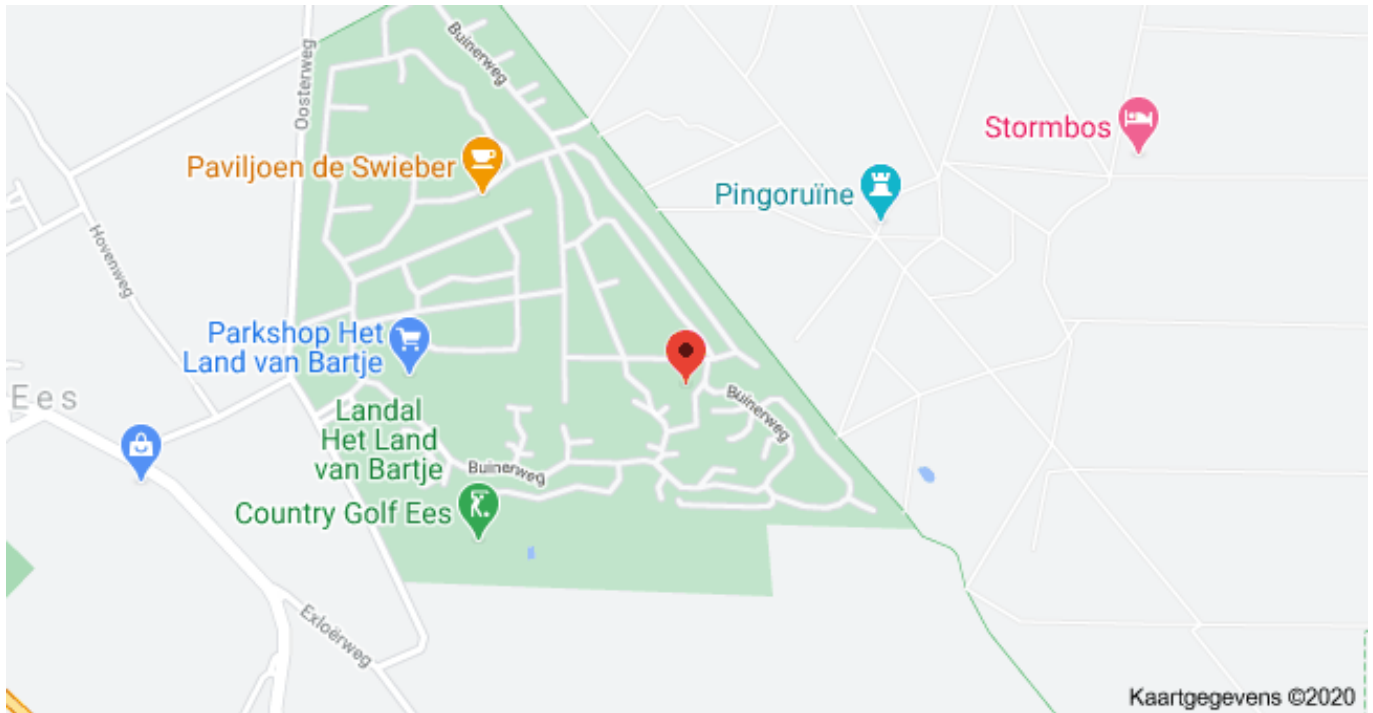 Buinerweg
Oosterweg
Stormbos
Paviljoen de Swieber
Pingoruïne
Hovenweg
Parkshop Het
Land van Bartje
Ees
Buinerweg
Landal
Het Land
van Bartje
Buinerweg
Country Golf Ees
Exloërweg
Kaartgegevens ©2020